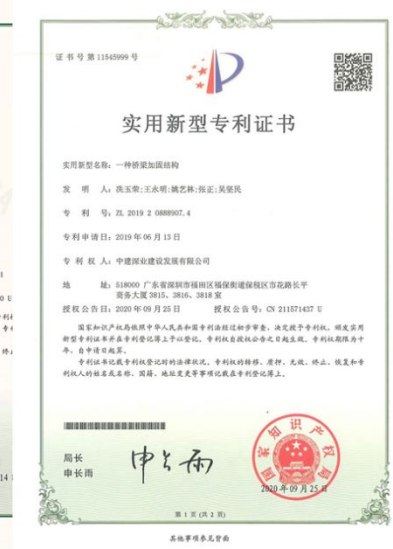 证书号第11545999号
实用新型专利证书
实用新型名称：一种桥梁加固结构
发 明 人：冼玉荣;王永明;姚艺林;张正;吴坚民
专 利 号：ZL 2019 2 0888907.4
专利申请日：2019年06月13日
专 利 权 人：中建深业建设发展有限公司
地 址：518000 广东省深圳市福田区福保街道保税区市花路长平
商务大厦3815、3816、3818室
授权公告日：2020年09月25日 授权公告号：CN 211571437 U
国家知识产权局依照中华人民共和国专利法经过初步审查，决定授予专利权，颁发实用
新型专利证书并在专利登记簿上予以登记。专利权自授权公告之日起生效。专利权期限为十
年，自申请日起算。
专利证书记载专利权登记时的法律状况。专利权的转移、质押、无效、终止、恢复和专
利权人的姓名或名称、国籍、地址变更等事项记载在专利登记簿上。
局长
申长雨
申长雨
国家知识产权局
2020年09月25日
第 1 页（共 2 页）
其他事项参见背面